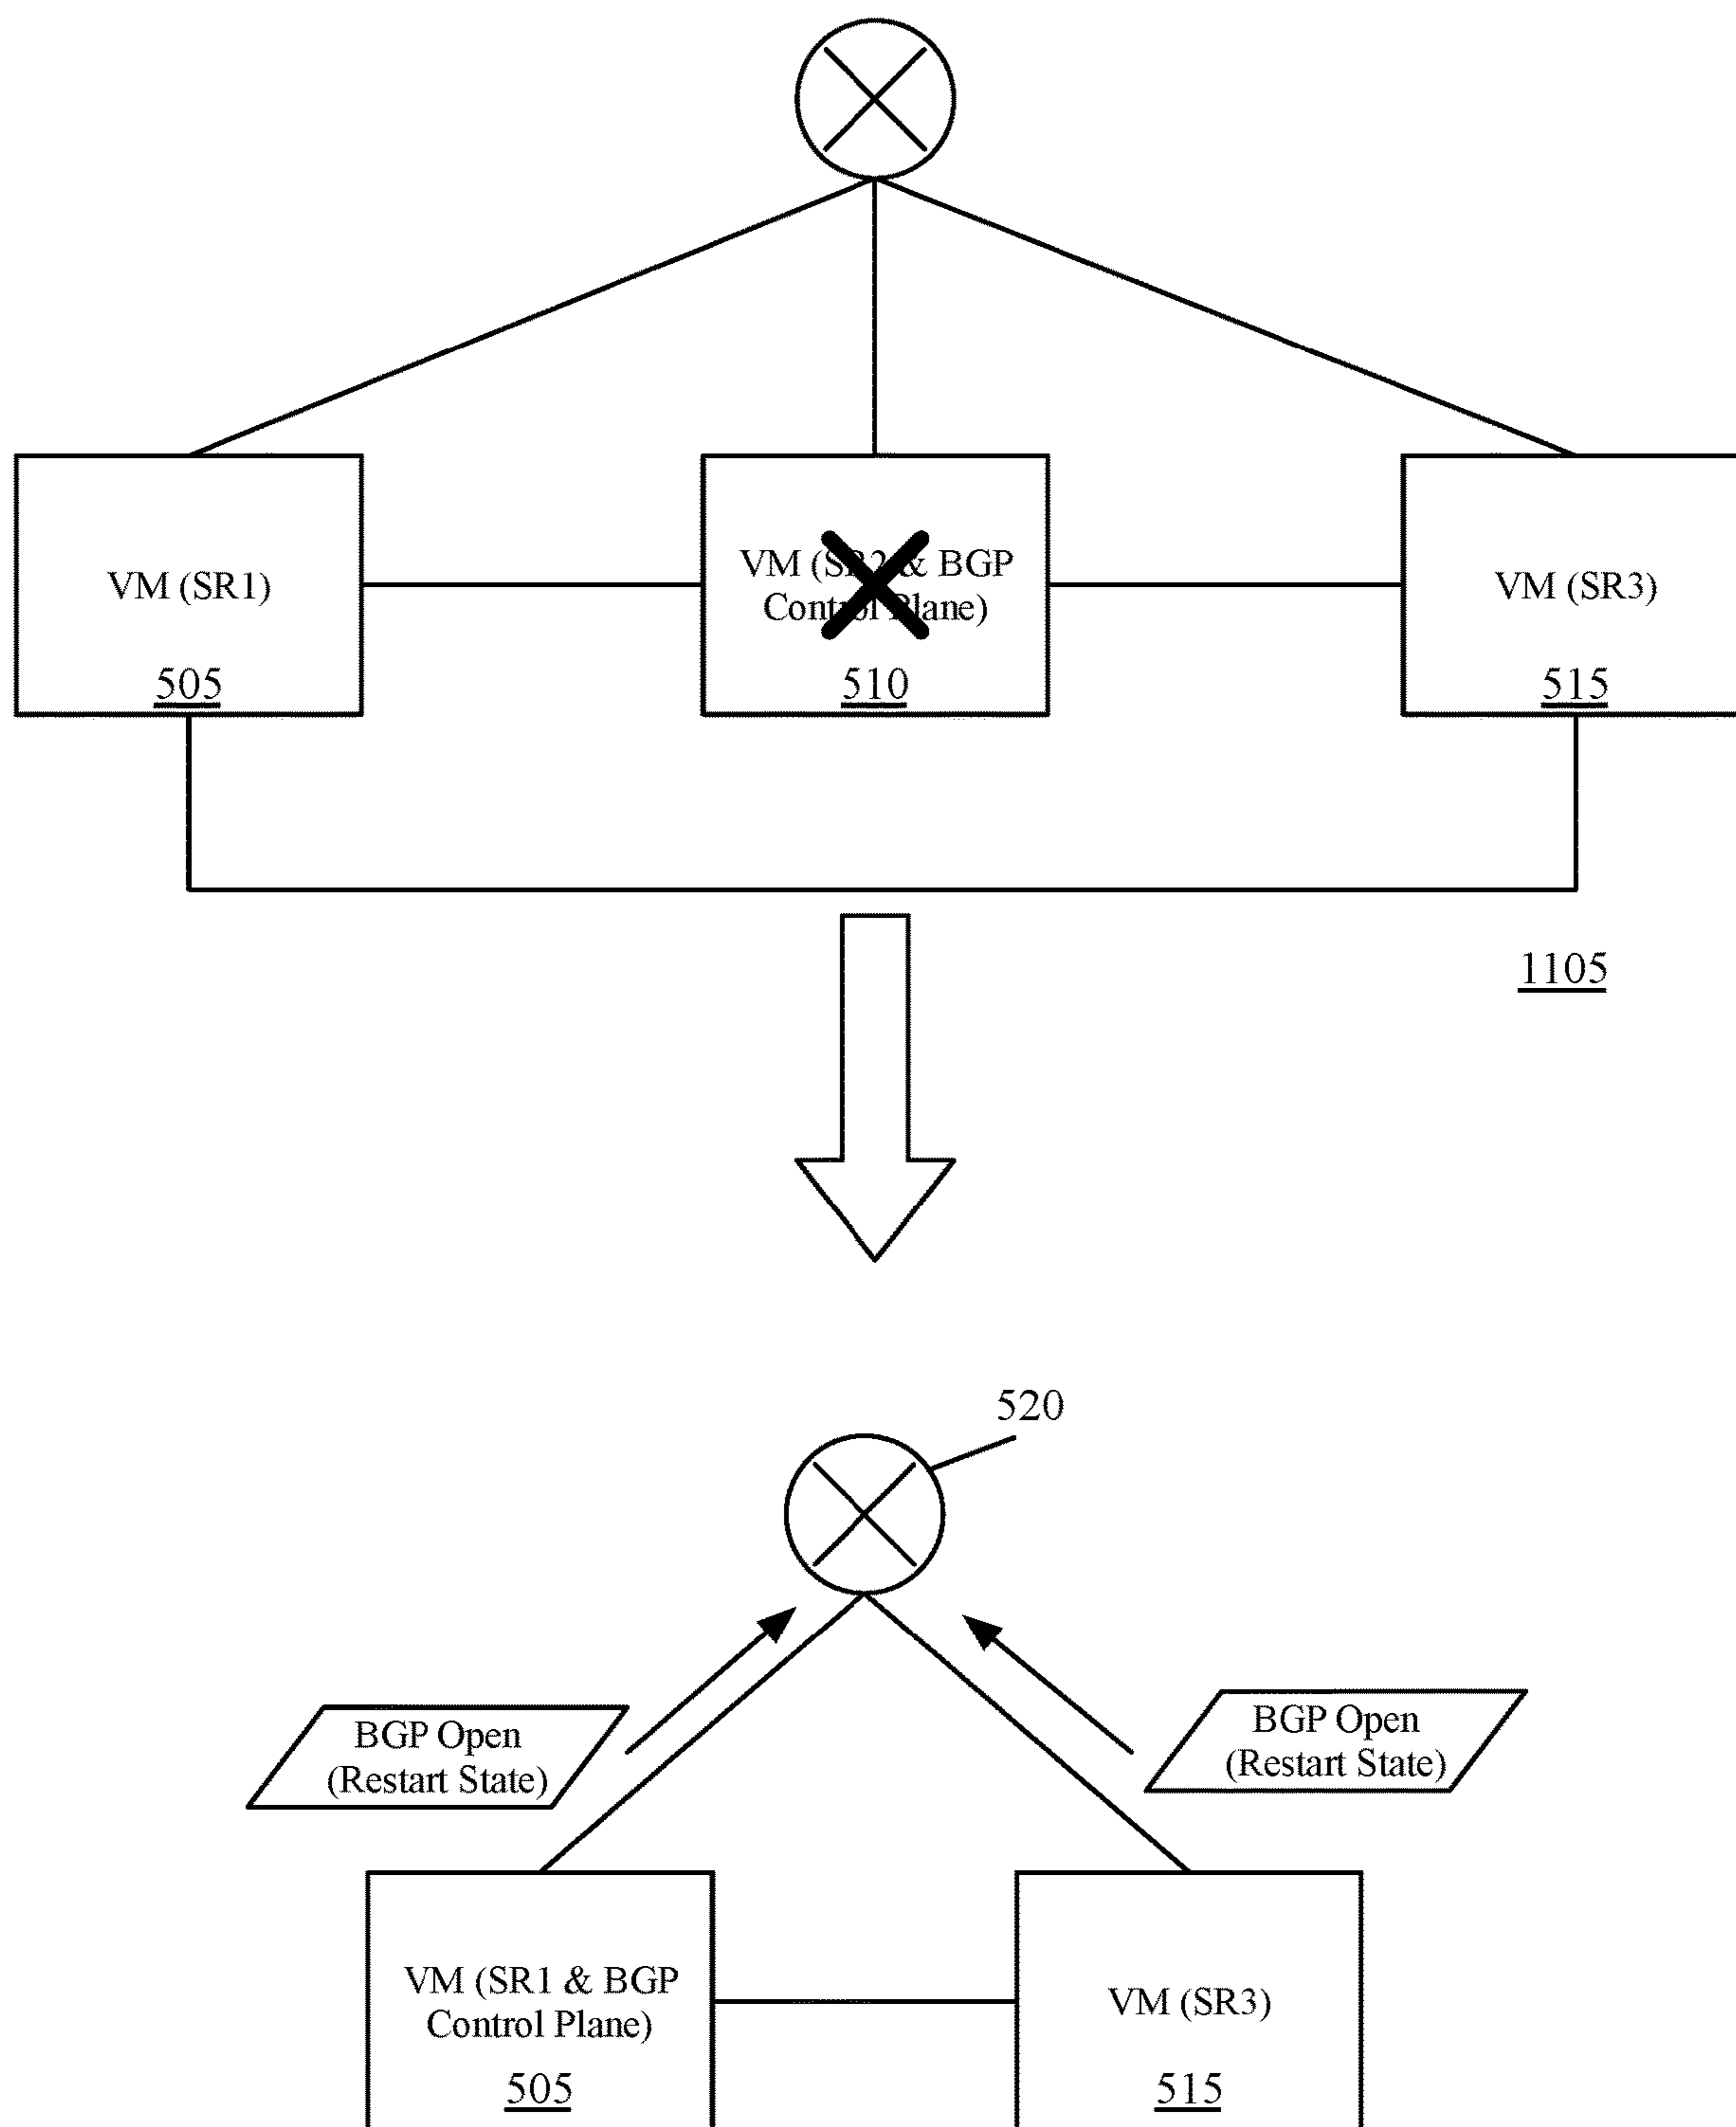 VM (SR1)
505
VM (SR2 & BGP
Control Plane)
510
VM (SR3)
515
1105
520
BGP Open
(Restart State)
BGP Open
(Restart State)
VM (SR1 & BGP
Control Plane)
505
VM (SR3)
515